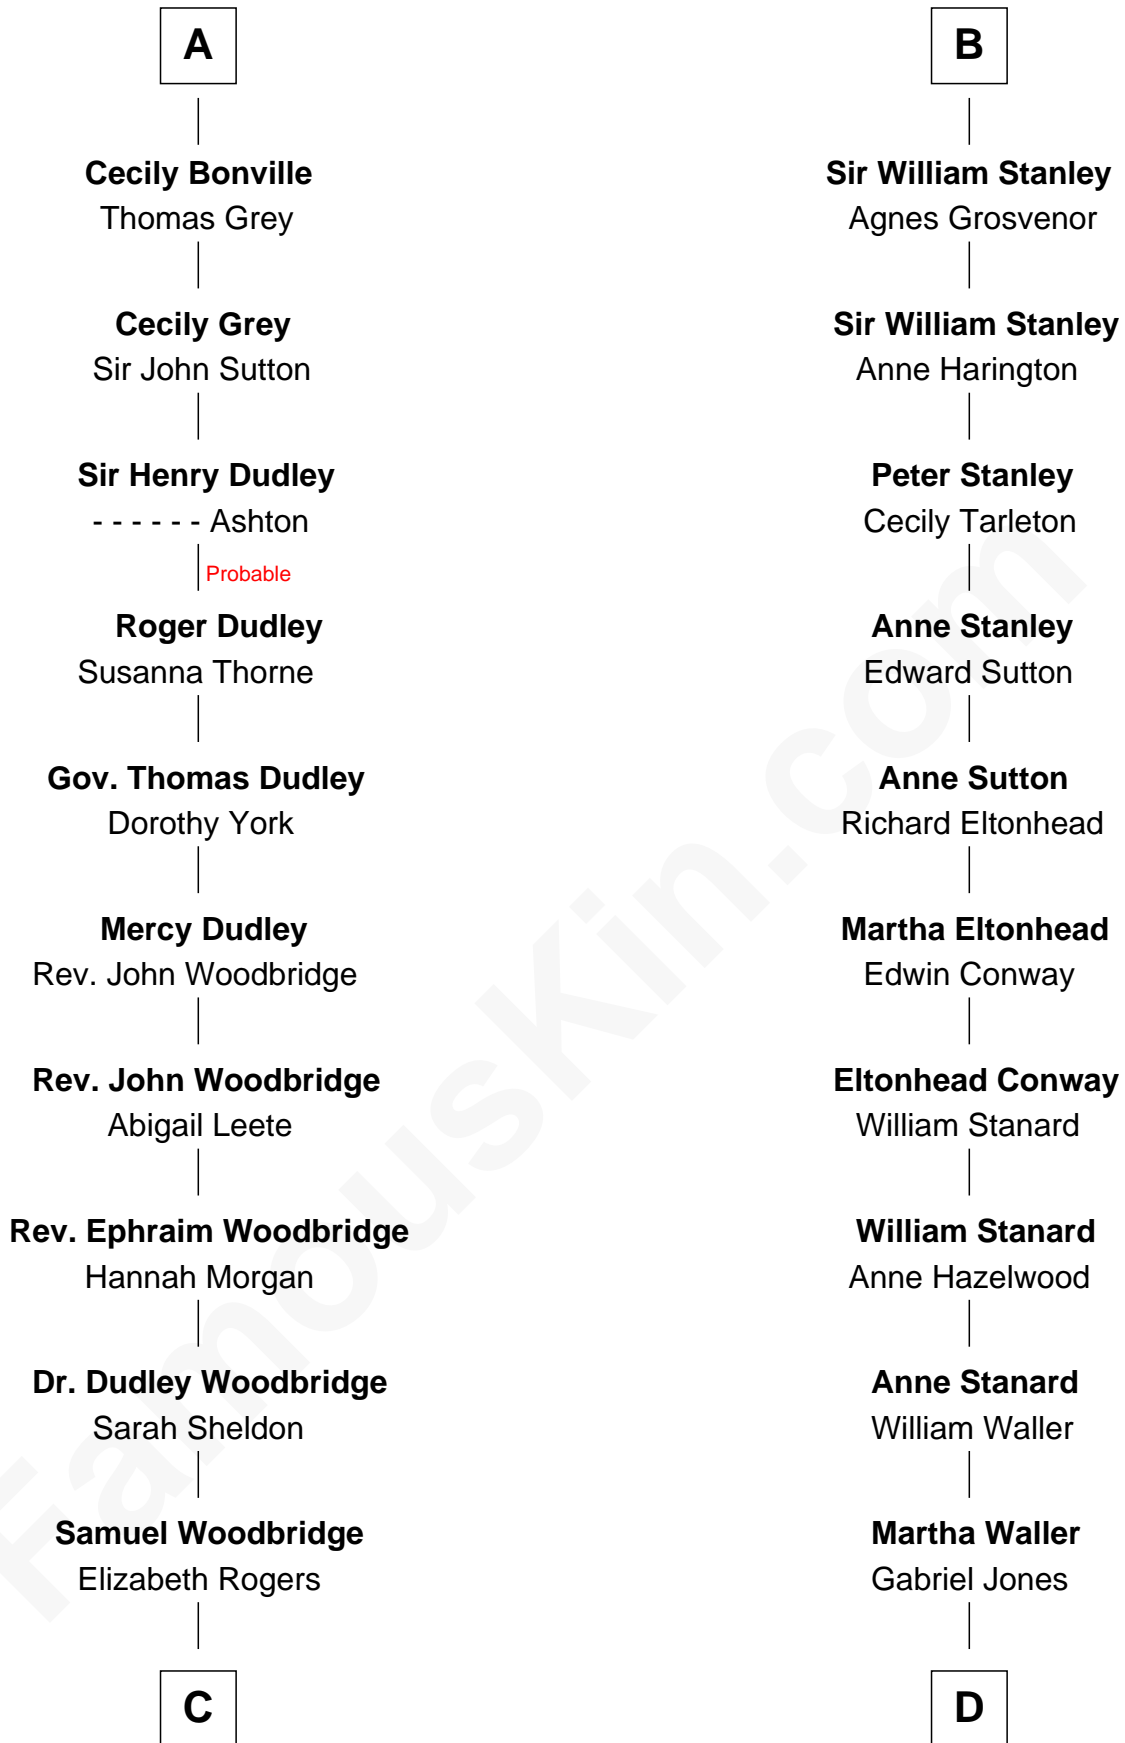 A
Cecily Bonville
Thomas Grey
Cecily Grey
Sir John Sutton
Sir Henry Dudley
- - - - - - Ashton
Probable
Roger Dudley
Susanna Thorne
Gov. Thomas Dudley
Dorothy York
Mercy Dudley
Rev. John Woodbridge
Rev. John Woodbridge
Abigail Leete
Rev. Ephraim Woodbridge
Hannah Morgan
Dr. Dudley Woodbridge
Sarah Sheldon
Samuel Woodbridge
Elizabeth Rogers
C
B
Sir William Stanley
Agnes Grosvenor
Sir William Stanley
Anne Harington
Peter Stanley
Cecily Tarleton
Anne Stanley
Edward Sutton
Anne Sutton
Richard Eltonhead
Martha Eltonhead
Edwin Conway
Eltonhead Conway
William Stanard
William Stanard
Anne Hazelwood
Anne Stanard
William Waller
Martha Waller
Gabriel Jones
D
FamousKin.com